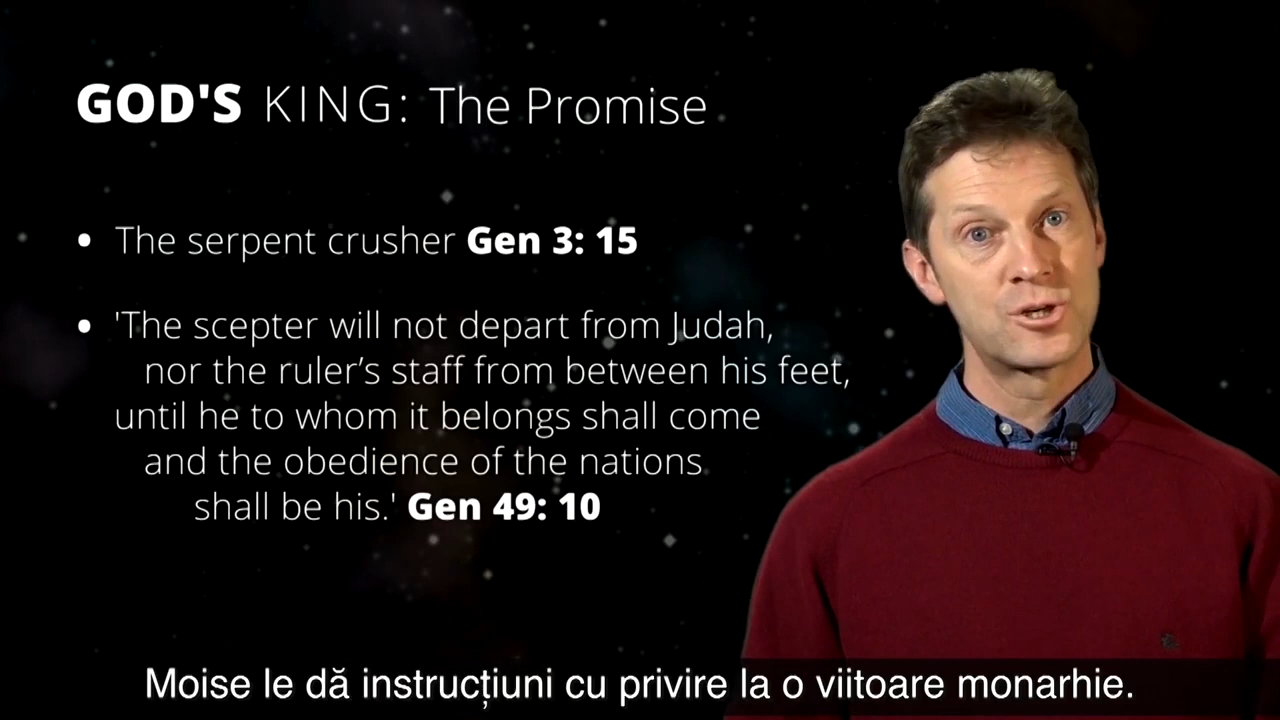 GOD'S KING: The Promise
• The serpent crusher Gen 3: 15
• 'The scepter will not depart from Judah,
nor the ruler’s staff from between his feet,
until he to whom it belongs shall come
and the obedience of the nations
shall be his.' Gen 49: 10
Moise le dă instrucțiuni cu privire la o viitoare monarhie.